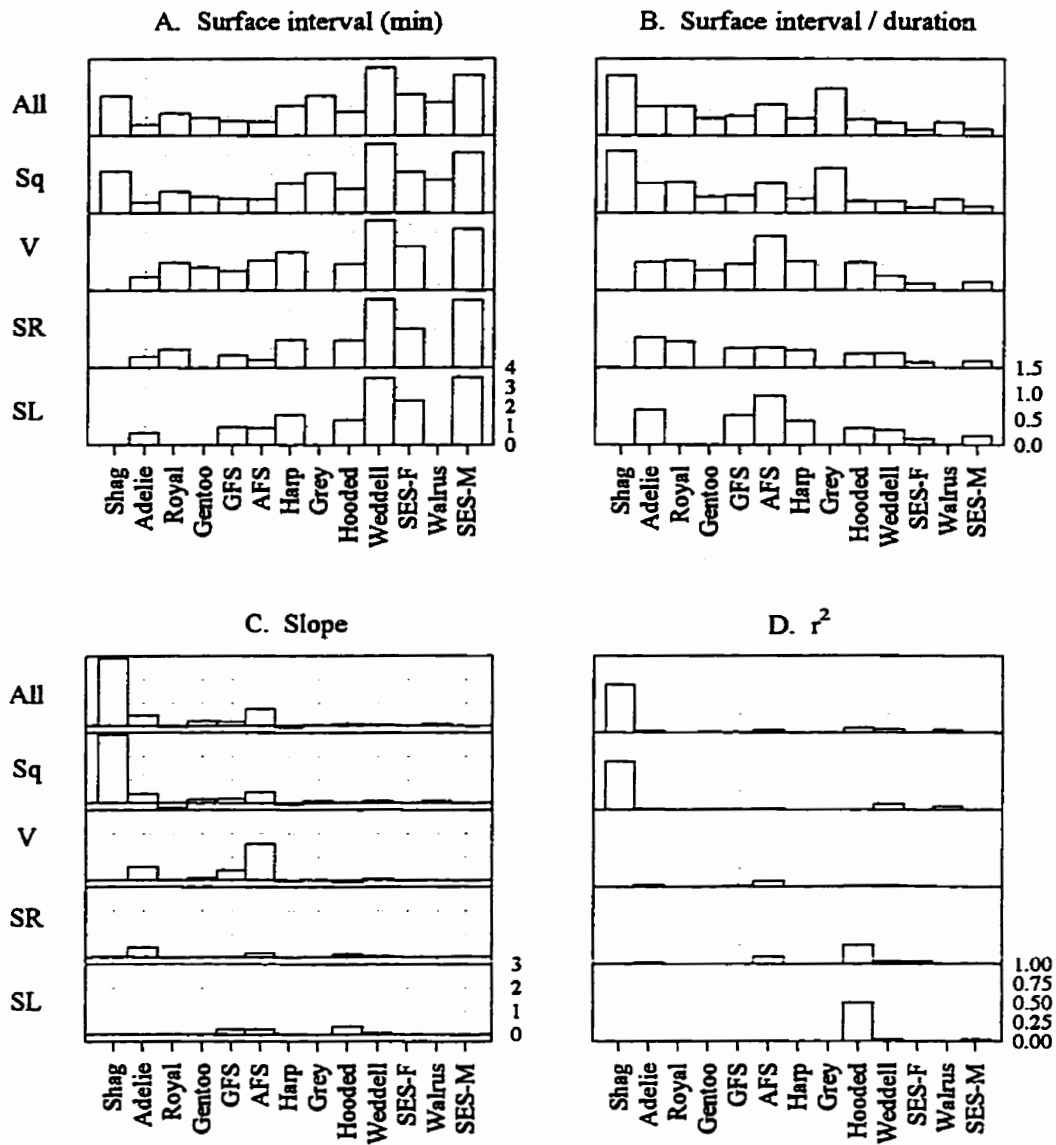 A. Surface interval (min)
B. Surface interval / duration
All
Sq
V
SR
SL
4
3
2
1
0
1.5
1.0
0.5
0.0
Shag
Adelie
Royal
Gentoo
GFS
AFS
Harp
Grey
Hooded
Weddell
SES-F
Walrus
SES-M
Shag
Adelie
Royal
Gentoo
GFS
AFS
Harp
Grey
Hooded
Weddell
SES-F
Walrus
SES-M
C. Slope
D. r²
All
Sq
V
SR
SL
3
2
1
0
1.00
0.75
0.50
0.25
0.00
Shag
Adelie
Royal
Gentoo
GFS
AFS
Harp
Grey
Hooded
Weddell
SES-F
Walrus
SES-M
Shag
Adelie
Royal
Gentoo
GFS
AFS
Harp
Grey
Hooded
Weddell
SES-F
Walrus
SES-M